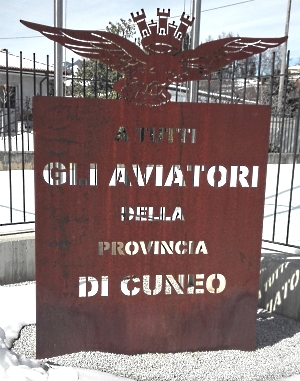 A TUTTI
GLI AVIATORI
DELLA
PROVINCIA
DI CUNEO